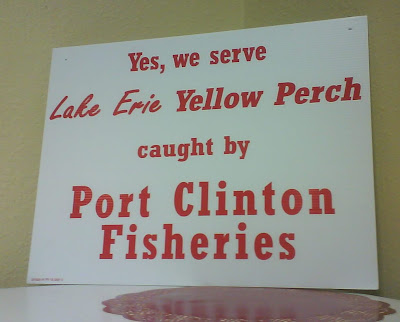 Yes, we serve
Lake Erie Yellow Perch
caught by
Port Clinton
Fisheries